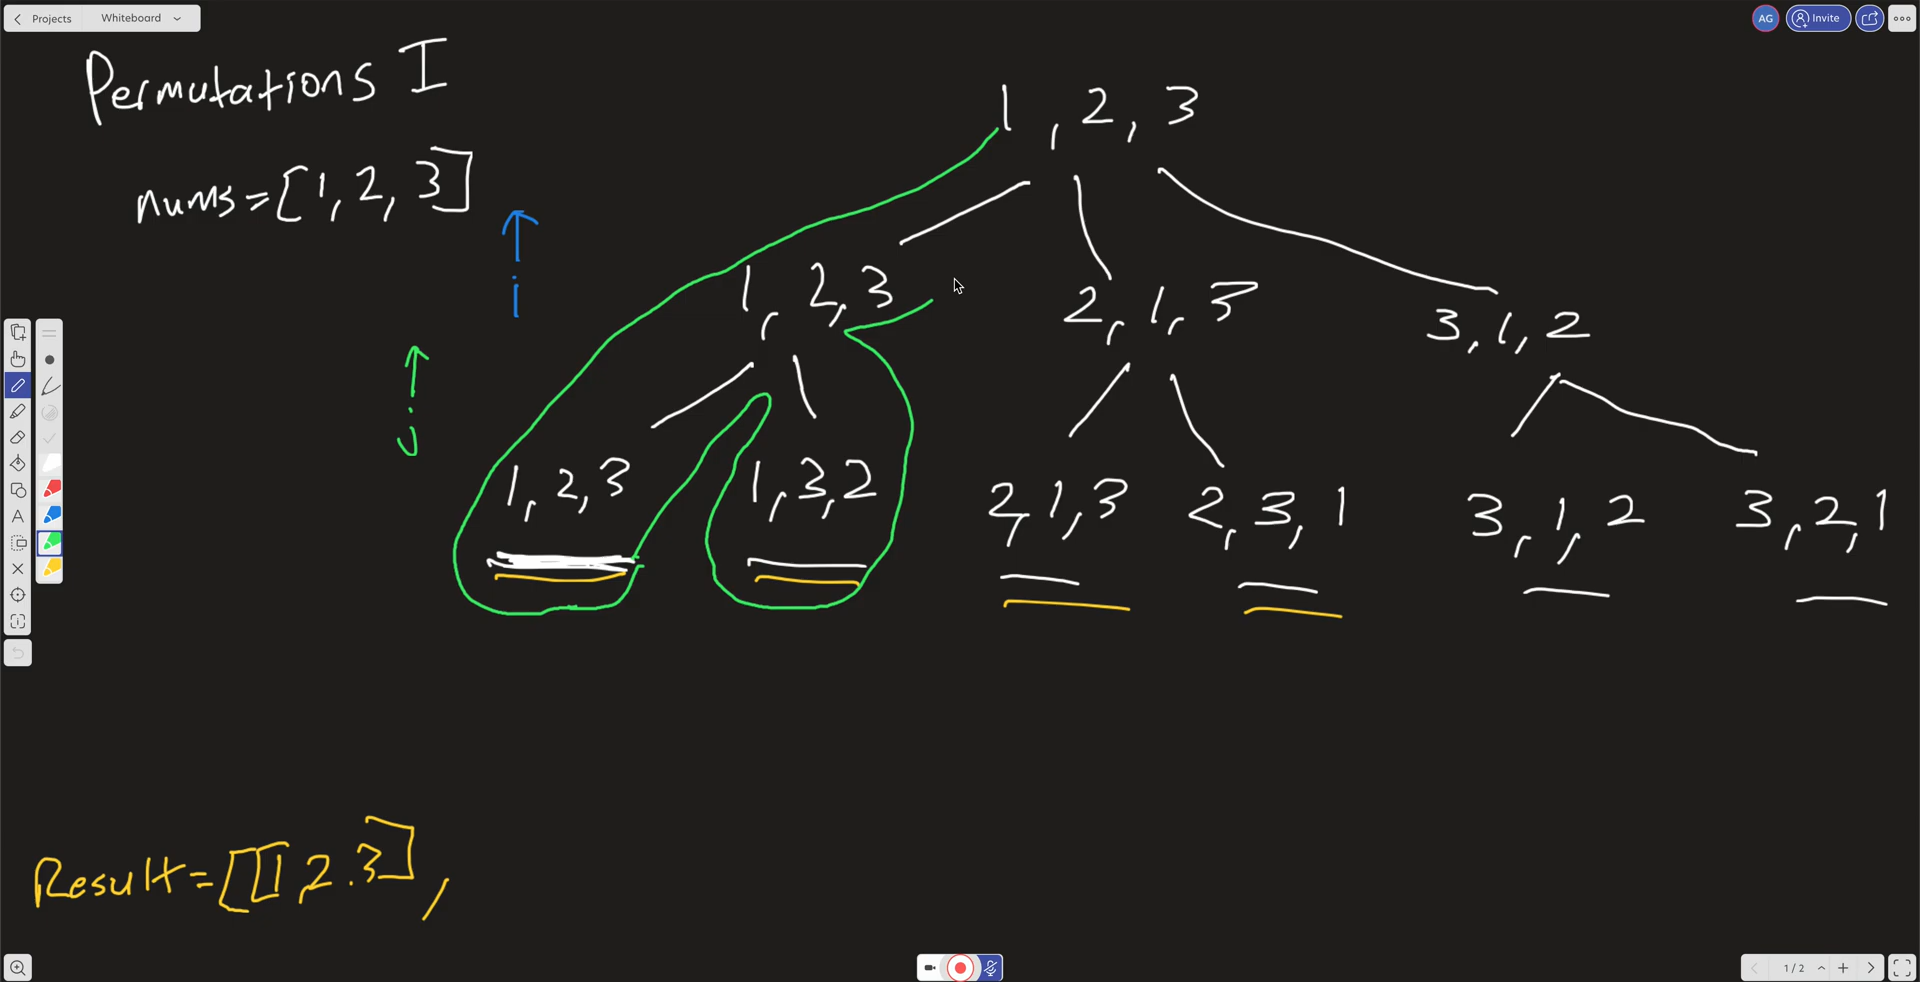 Projects
Whiteboard
AG
Invite
Permutations I
nums=[1,2,3]
i
j
1,2,3
1,2,3
2,1,3
3,1,2
1,2,3
1,3,2
2,1,3
2,3,1
3,1,2
3,2,1
Result=[[1,2.3],
A
1/2